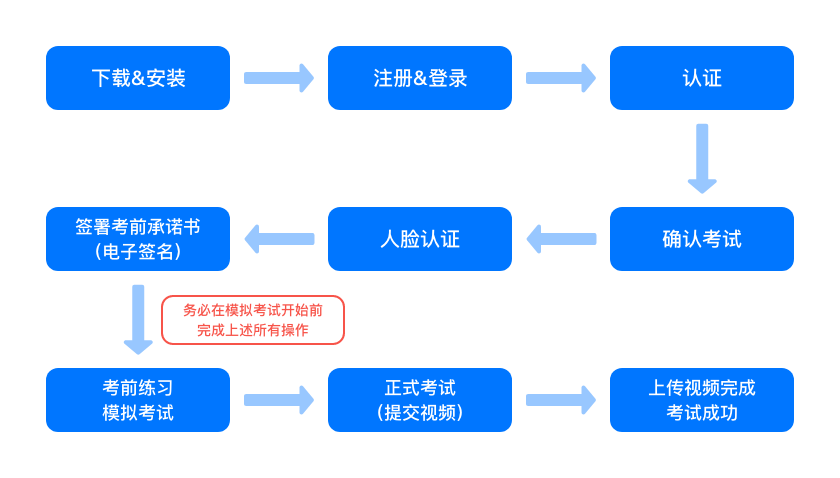 下载&安装
注册&登录
认证
确认考试
人脸认证
签署考前承诺书
(电子签名)
务必在模拟考试开始前
完成上述所有操作
考前练习
模拟考试
正式考试
(提交视频)
上传视频完成
考试成功